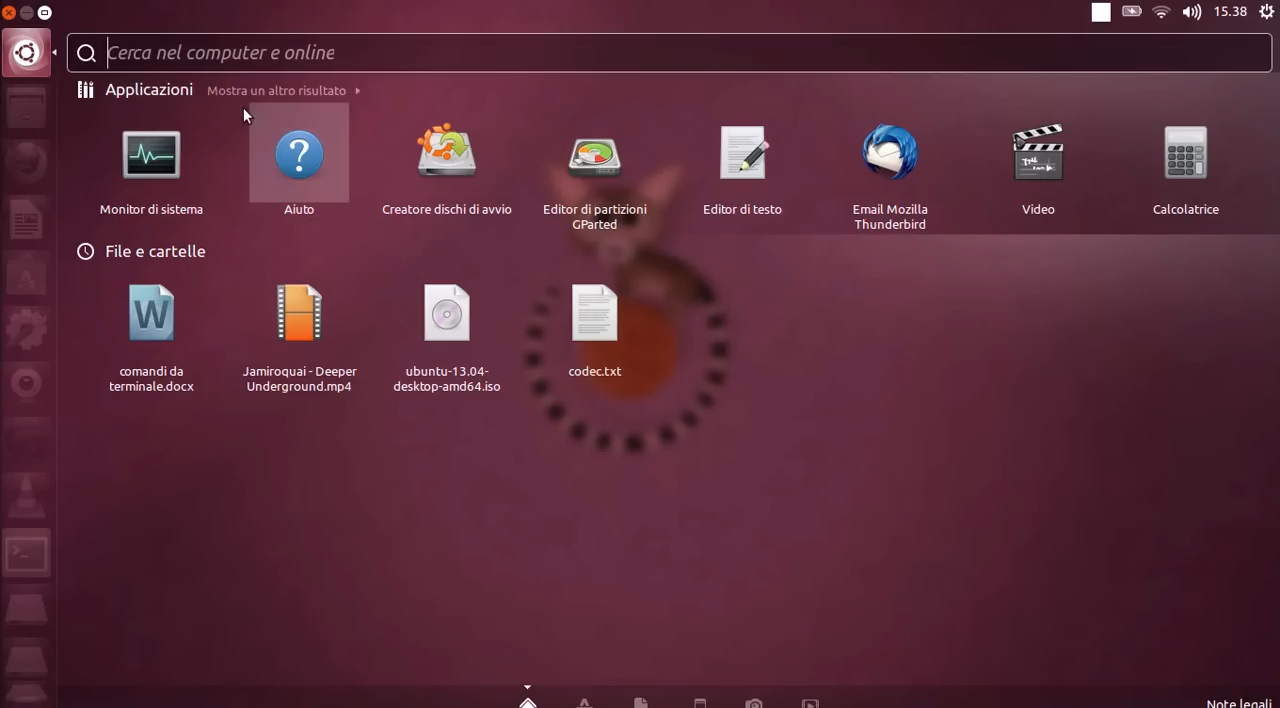 15.38
Cerca nel computer e online
Applicazioni Mostra un altro risultato
Monitor di sistema
Aiuto
Creatore dischi di avvio
Editor di partizioni
GParted
Editor di testo
Email Mozilla
Thunderbird
Video
Calcolatrice
File e cartelle
W
comandi da
terminale.docx
Jamiroquai - Deeper
Underground.mp4
ubuntu-13.04-
desktop-amd64.iso
codec.txt
Note legali